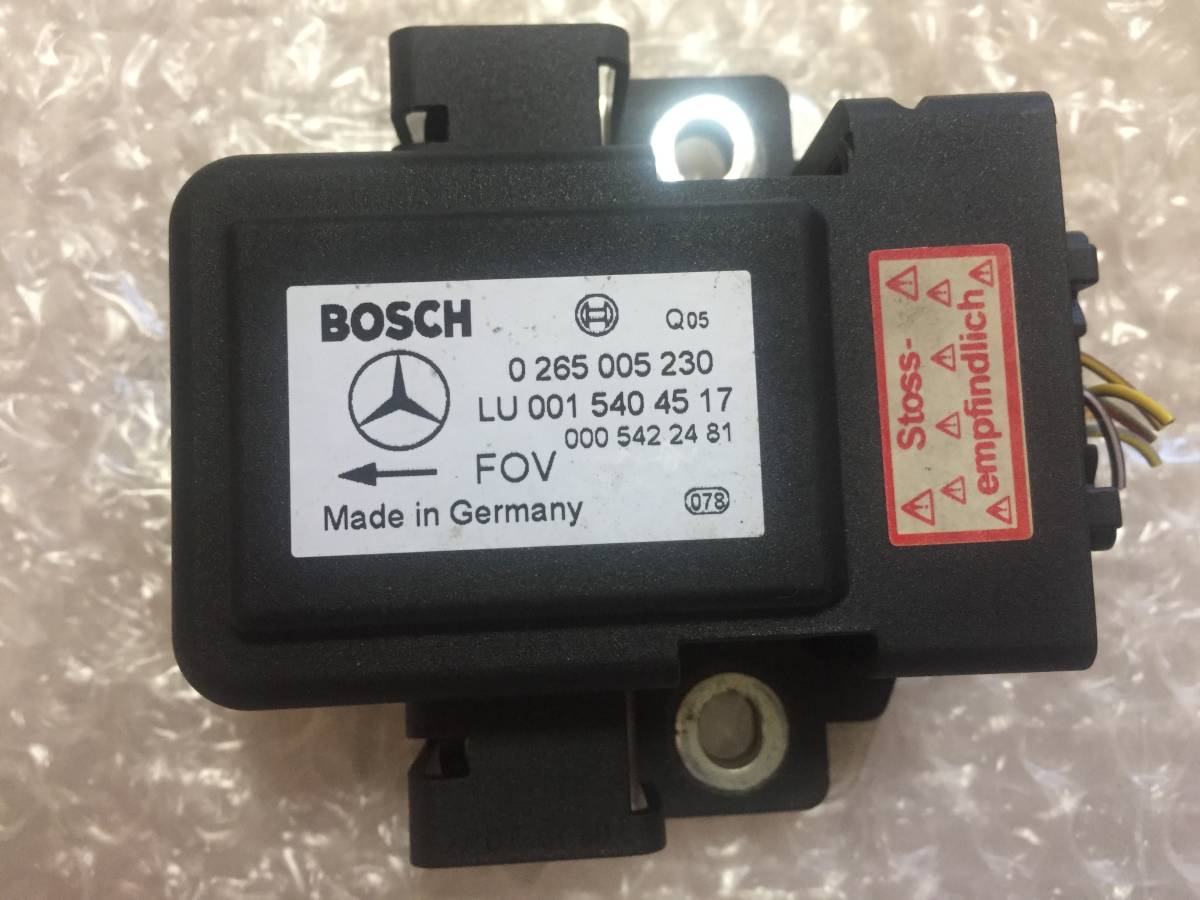 BOSCH
Q05
0 265 005 230
LU 001 540 45 17
000 542 24 81
FOV
Made in Germany
078
Stoss-
empfindlich